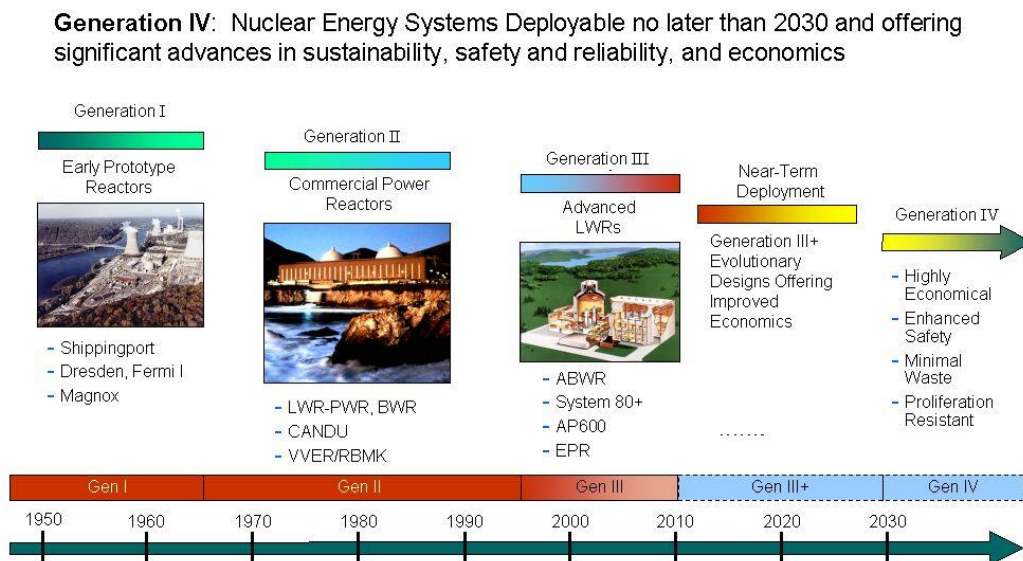 Generation IV: Nuclear Energy Systems Deployable no later than 2030 and offering
significant advances in sustainability, safety and reliability, and economics
Generation I
Early Prototype
Reactors
- Shippingport
- Dresden, Fermi I
- Magnox
Generation II
Commercial Power
Reactors
- LWR-PWR, BWR
- CANDU
- VVER/RBMK
Generation III
Advanced
LWRs
- ABWR
- System 80+
- AP600
- EPR
Near-Term
Deployment
Generation III+
Evolutionary
Designs Offering
Improved
Economics
.......
Generation IV
- Highly
Economical
- Enhanced
Safety
- Minimal
Waste
- Proliferation
Resistant
Gen I
Gen II
Gen III
Gen III+
Gen IV
1950
1960
1970
1980
1990
2000
2010
2020
2030